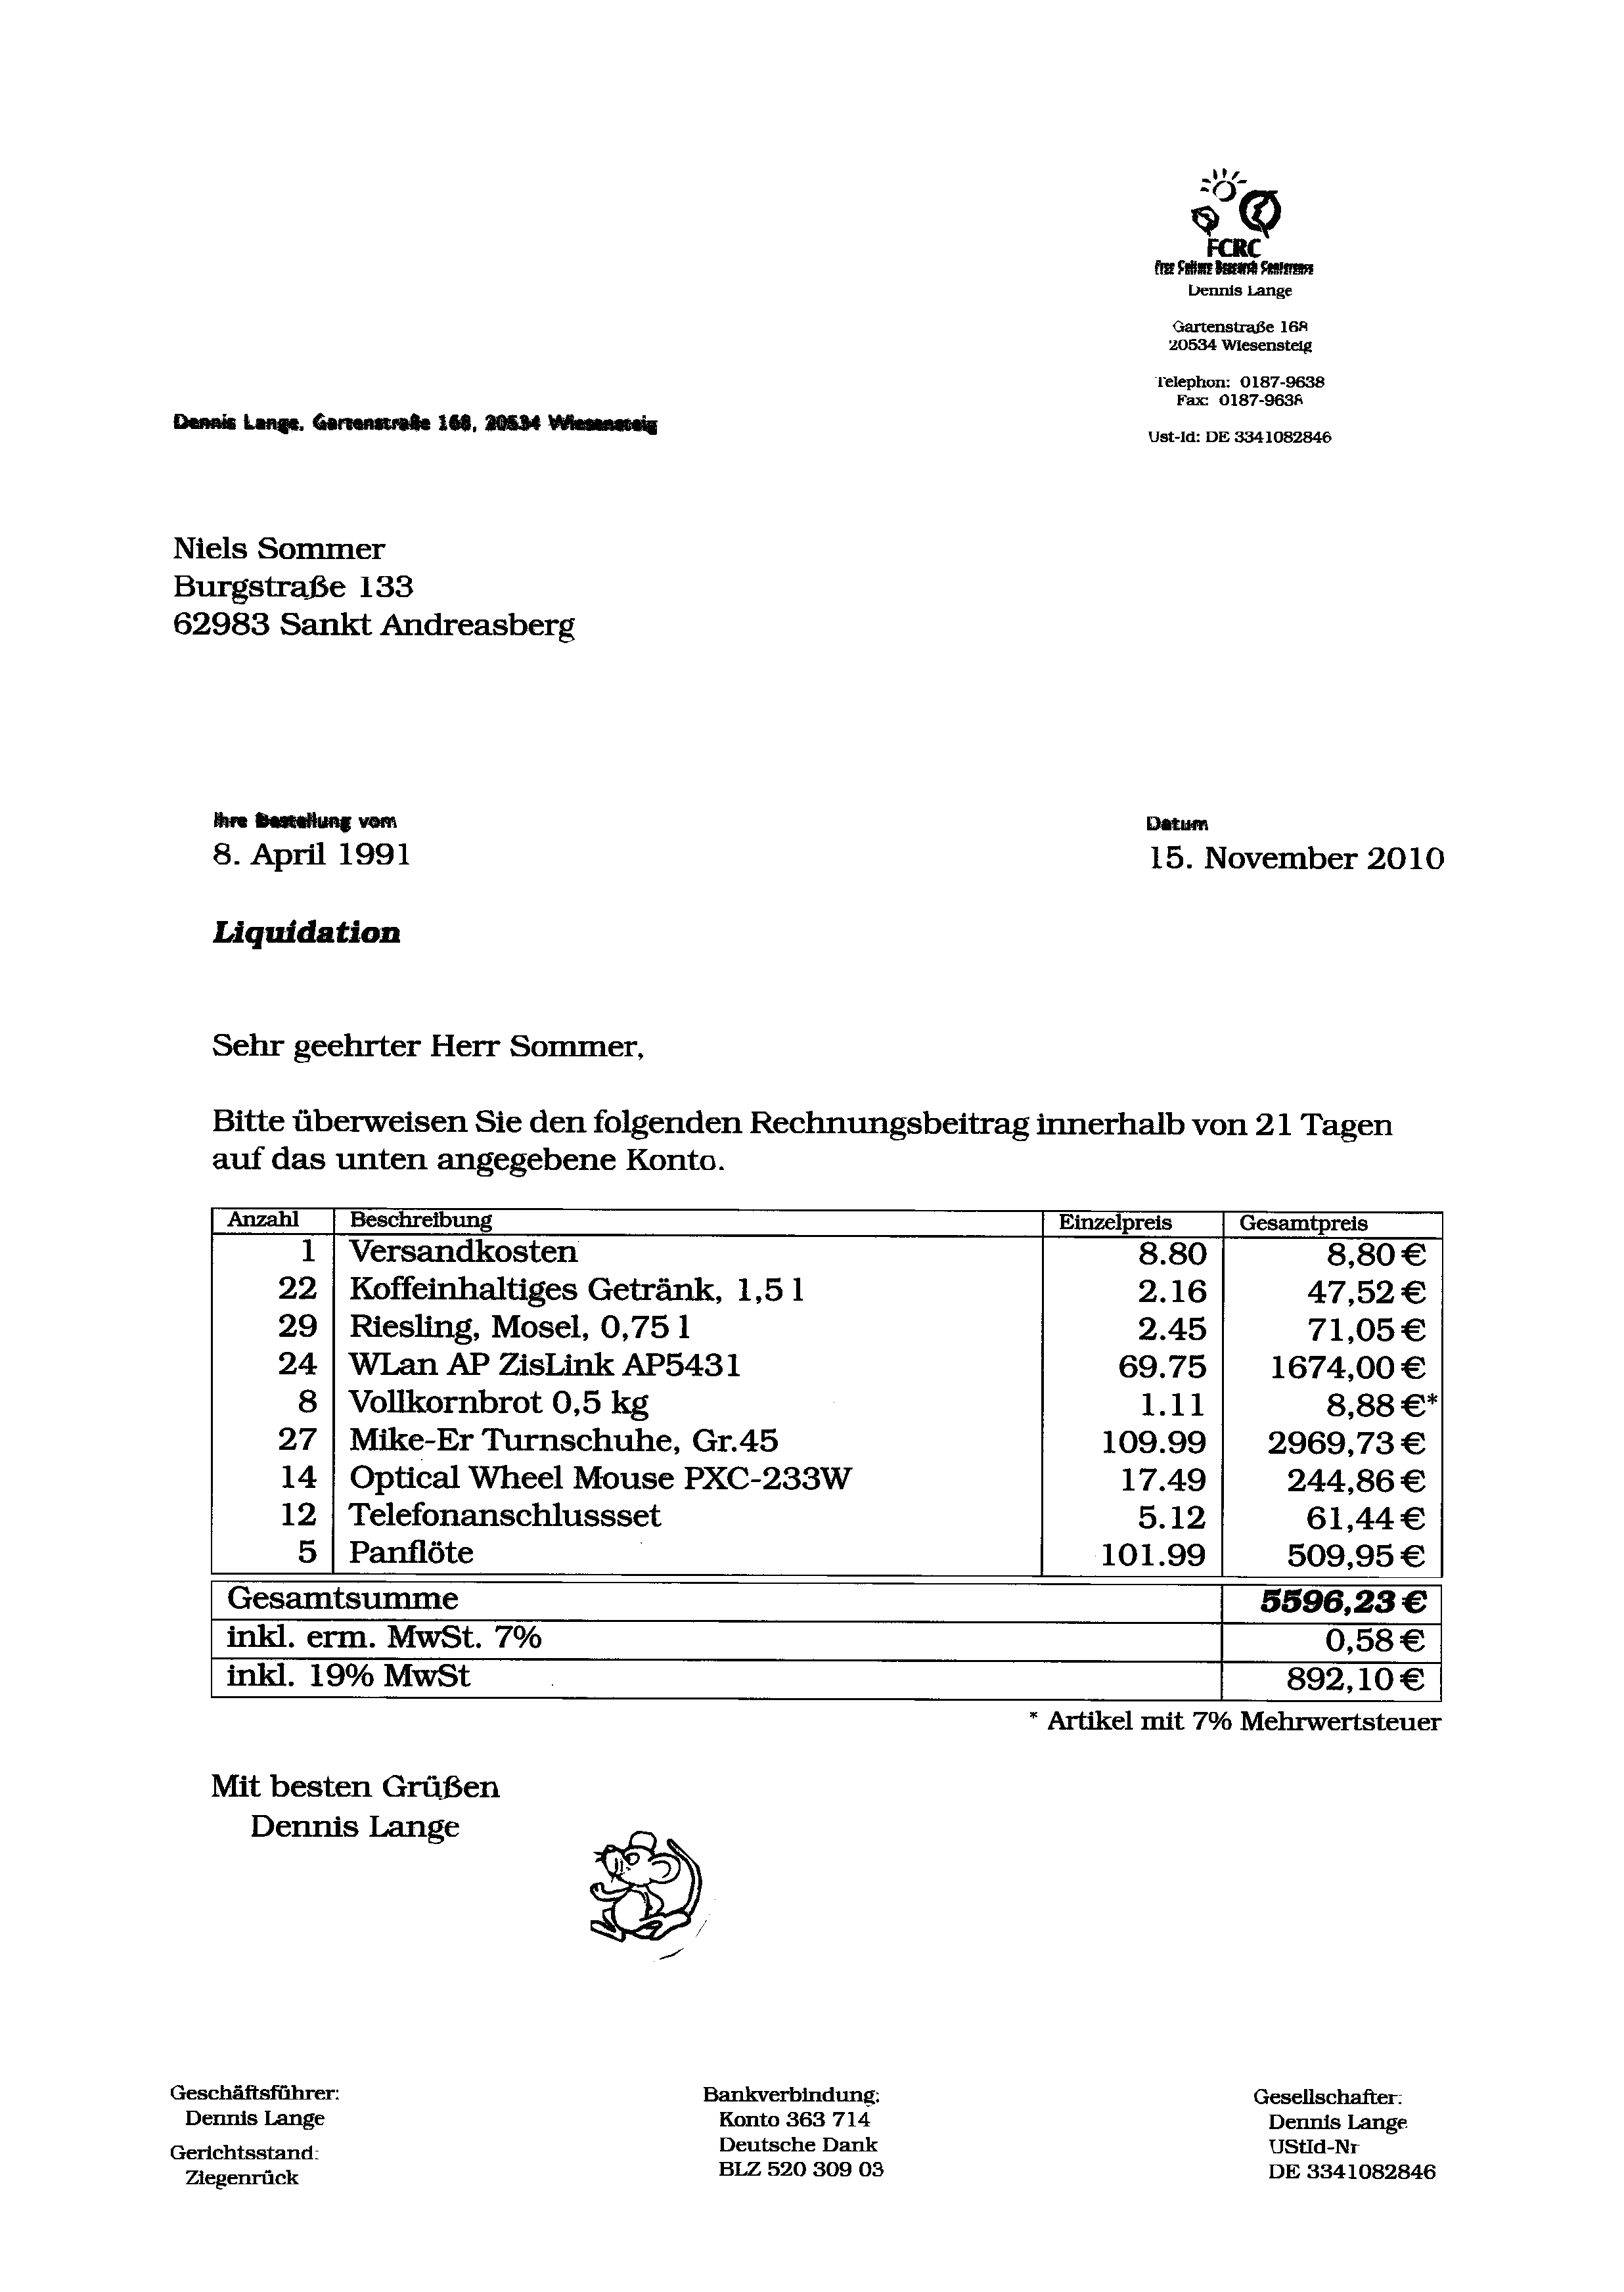 FCRC
Free Culture Research Conference
Dennis Lange
Gartenstraße 168
20534 Wiesensteig
Telephon: 0187-9638
Fax: 0187-9638
Ust-Id: DE 3341082846
Dennis Lange, Gartenstraße 168, 20534 Wiesensteig
Niels Sommer
Burgstraße 133
62983 Sankt Andreasberg
Ihre Bestellung vom
8. April 1991
Datum
15. November 2010
Liquidation
Sehr geehrter Herr Sommer,
Bitte überweisen Sie den folgenden Rechnungsbeitrag innerhalb von 21 Tagen
auf das unten angegebene Konto.
Anzahl Beschreibung Einzelpreis Gesamtpreis
1 Versandkosten 8.80 8,80 €
22 Koffeinhaltiges Getränk, 1,5 l 2.16 47,52 €
29 Riesling, Mosel, 0,75 l 2.45 71,05 €
24 WLan AP ZisLink AP5431 69.75 1674,00 €
8 Vollkornbrot 0,5 kg 1.11 8,88 €*
27 Mike-Er Turnschuhe, Gr.45 109.99 2969,73 €
14 Optical Wheel Mouse PXC-233W 17.49 244,86 €
12 Telefonanschlussset 5.12 61,44 €
5 Panflöte 101.99 509,95 €
Gesamtsumme 5596,23 €
inkl. erm. MwSt. 7% 0,58 €
inkl. 19% MwSt 892,10 €
* Artikel mit 7% Mehrwertsteuer
Mit besten Grüßen
Dennis Lange
Geschäftsführer:
Dennis Lange
Gerichtsstand:
Ziegenrück
Bankverbindung:
Konto 363 714
Deutsche Dank
BLZ 520 309 03
Gesellschafter:
Dennis Lange
UStId-Nr
DE 3341082846